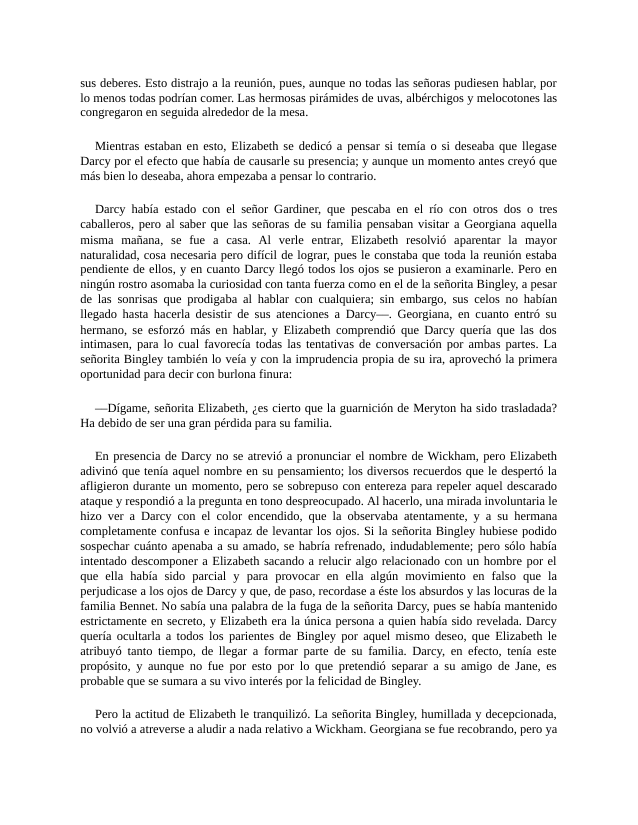 sus deberes. Esto distrajo a la reunión, pues, aunque no todas las señoras pudiesen hablar, por
lo menos todas podrían comer. Las hermosas pirámides de uvas, albérchigos y melocotones las
congregaron en seguida alrededor de la mesa.
Mientras estaban en esto, Elizabeth se dedicó a pensar si temía o si deseaba que llegase
Darcy por el efecto que había de causarle su presencia; y aunque un momento antes creyó que
más bien lo deseaba, ahora empezaba a pensar lo contrario.
Darcy había estado con el señor Gardiner, que pescaba en el río con otros dos o tres
caballeros, pero al saber que las señoras de su familia pensaban visitar a Georgiana aquella
misma mañana, se fue a casa. Al verle entrar, Elizabeth resolvió aparentar la mayor
naturalidad, cosa necesaria pero difícil de lograr, pues le constaba que toda la reunión estaba
pendiente de ellos, y en cuanto Darcy llegó todos los ojos se pusieron a examinarle. Pero en
ningún rostro asomaba la curiosidad con tanta fuerza como en el de la señorita Bingley, a pesar
de las sonrisas que prodigaba al hablar con cualquiera; sin embargo, sus celos no habían
llegado hasta hacerla desistir de sus atenciones a Darcy—. Georgiana, en cuanto entró su
hermano, se esforzó más en hablar, y Elizabeth comprendió que Darcy quería que las dos
intimasen, para lo cual favorecía todas las tentativas de conversación por ambas partes. La
señorita Bingley también lo veía y con la imprudencia propia de su ira, aprovechó la primera
oportunidad para decir con burlona finura:
—Dígame, señorita Elizabeth, ¿es cierto que la guarnición de Meryton ha sido trasladada?
Ha debido de ser una gran pérdida para su familia.
En presencia de Darcy no se atrevió a pronunciar el nombre de Wickham, pero Elizabeth
adivinó que tenía aquel nombre en su pensamiento; los diversos recuerdos que le despertó la
afligieron durante un momento, pero se sobrepuso con entereza para repeler aquel descarado
ataque y respondió a la pregunta en tono despreocupado. Al hacerlo, una mirada involuntaria le
hizo ver a Darcy con el color encendido, que la observaba atentamente, y a su hermana
completamente confusa e incapaz de levantar los ojos. Si la señorita Bingley hubiese podido
sospechar cuánto apenaba a su amado, se habría refrenado, indudablemente; pero sólo había
intentado descomponer a Elizabeth sacando a relucir algo relacionado con un hombre por el
que ella había sido parcial y para provocar en ella algún movimiento en falso que la
perjudicase a los ojos de Darcy y que, de paso, recordase a éste los absurdos y las locuras de la
familia Bennet. No sabía una palabra de la fuga de la señorita Darcy, pues se había mantenido
estrictamente en secreto, y Elizabeth era la única persona a quien había sido revelada. Darcy
quería ocultarla a todos los parientes de Bingley por aquel mismo deseo, que Elizabeth le
atribuyó tanto tiempo, de llegar a formar parte de su familia. Darcy, en efecto, tenía este
propósito, y aunque no fue por esto por lo que pretendió separar a su amigo de Jane, es
probable que se sumara a su vivo interés por la felicidad de Bingley.
Pero la actitud de Elizabeth le tranquilizó. La señorita Bingley, humillada y decepcionada,
no volvió a atreverse a aludir a nada relativo a Wickham. Georgiana se fue recobrando, pero ya